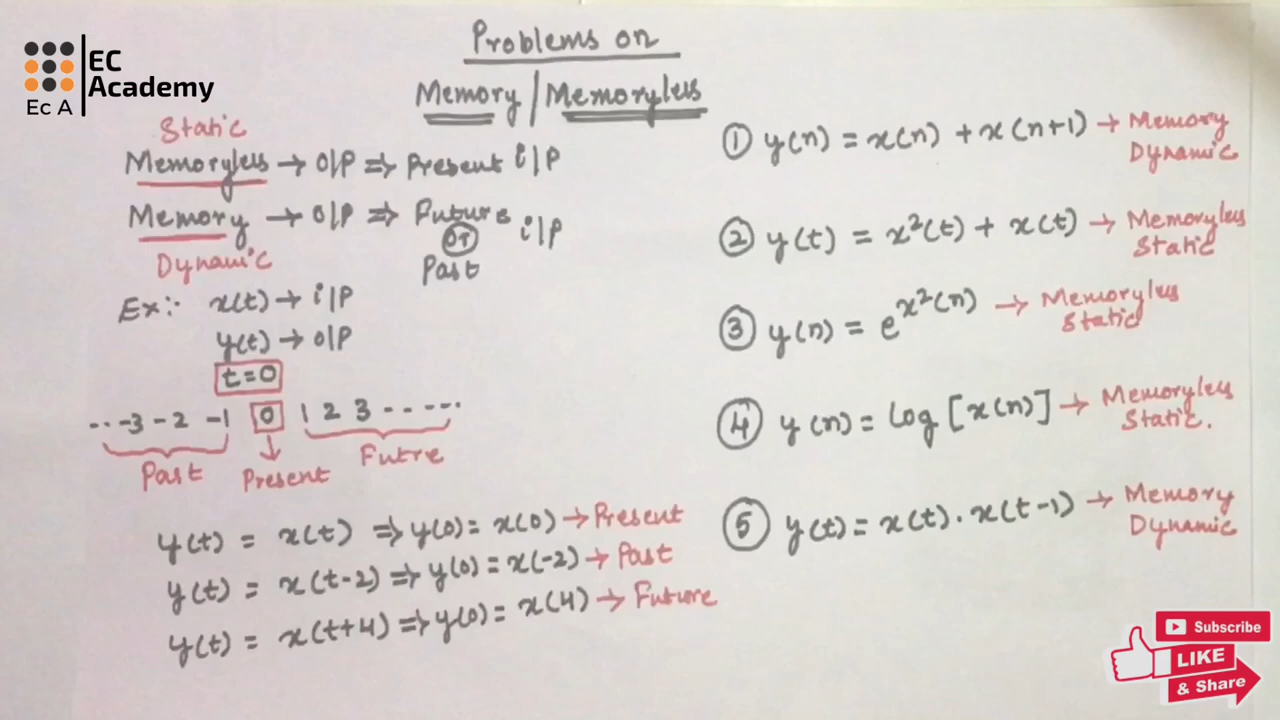 EC
Academy
Ec A
Problems on
Memory / Memoryless
Static
Memoryless → O/P ⇒ Present i/P
Memory → O/P ⇒ Future
(or) i/P
Past
Dynamic
Ex:- x(t) → i/P
y(t) → O/P
t=0
.. -3 -2 -1 0 1 2 3 ------
Past Present Futre
y(t) = x(t) ⇒ y(0) = x(0) → Present
y(t) = x(t-2) ⇒ y(0) = x(-2) → Past
y(t) = x(t+4) ⇒ y(0) = x(4) → Future
① y(n) = x(n) + x(n+1) → Memory
Dynamic
② y(t) = x²(t) + x(t) → Memoryless
Static
③ y(n) = e^x²(n) → Memoryless
Static
④ y(n) = log [x(n)] → Memoryless
Static.
⑤ y(t) = x(t) . x(t-1) → Memory
Dynamic
Subscribe
LIKE
& Share